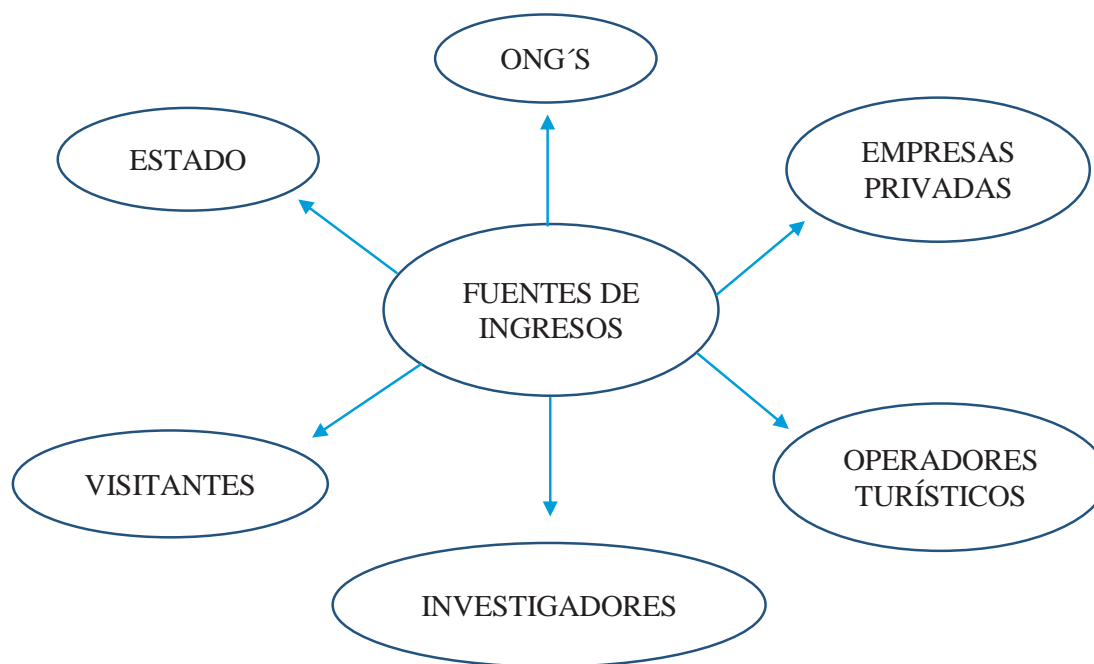 ONG´S
ESTADO
EMPRESAS
PRIVADAS
FUENTES DE
INGRESOS
VISITANTES
OPERADORES
TURÍSTICOS
INVESTIGADORES